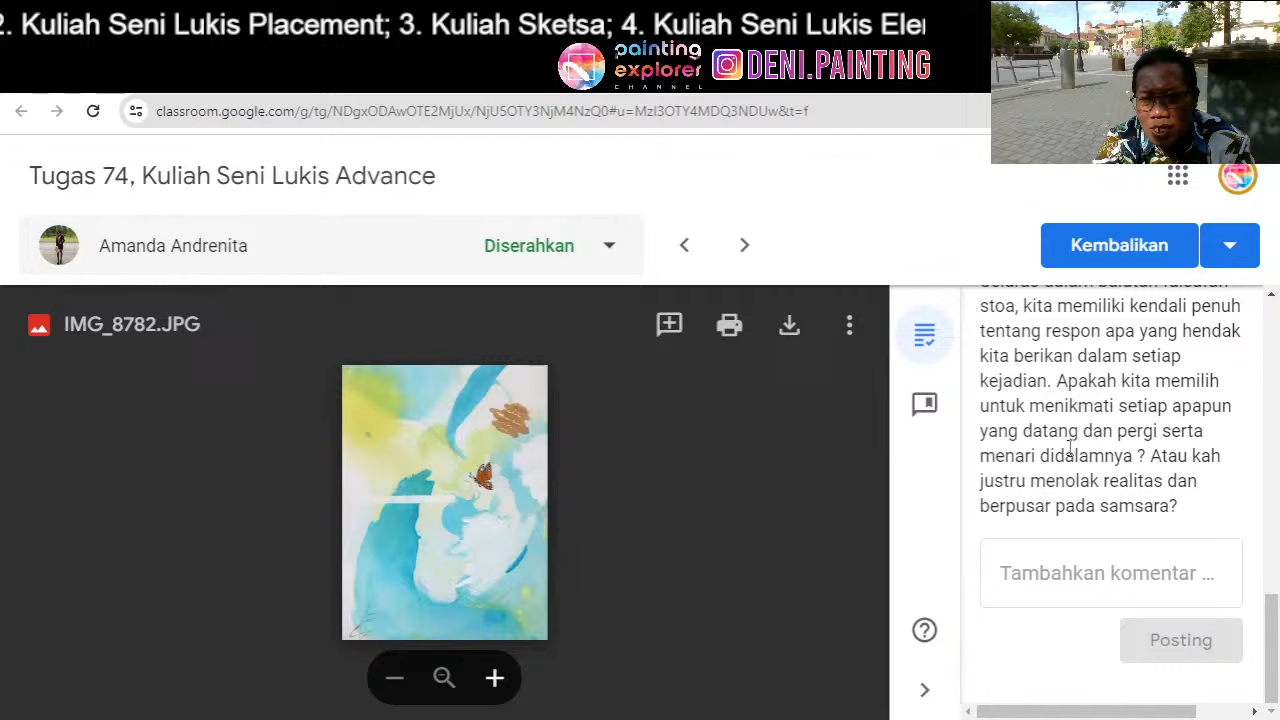 2. Kuliah Seni Lukis Placement; 3. Kuliah Sketsa; 4. Kuliah Seni Lukis
painting
explorer
CHANNEL
DENI.PAINTING
classroom.google.com/g/tg/NDgxODAwOTE2MjUx/NjU5OTY3NjM4NzQ0#u=MzI3OTY4MDQ3NDUw&t=f
Tugas 74, Kuliah Seni Lukis Advance
Amanda Andrenita
Diserahkan
Kembalikan
IMG_8782.JPG
stoa, kita memiliki kendali penuh
tentang respon apa yang hendak
kita berikan dalam setiap
kejadian. Apakah kita memilih
untuk menikmati setiap apapun
yang datang dan pergi serta
menari didalamnya ? Atau kah
justru menolak realitas dan
berpusar pada samsara?
Tambahkan komentar ...
Posting